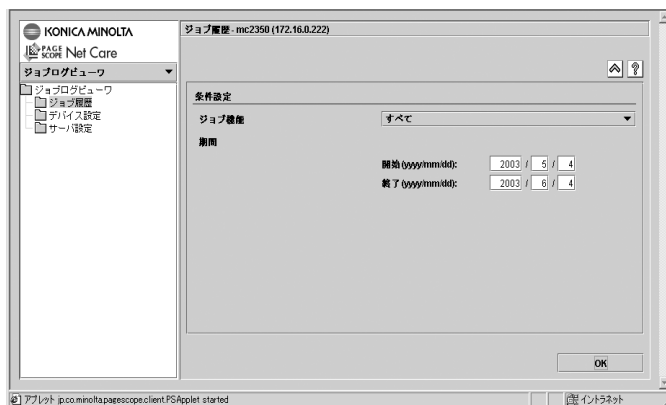 KONICA MINOLTA
PAGE SCOPE Net Care
ジョブログビューワ
ジョブログビューワ
ジョブ履歴
デバイス設定
サーバ設定
ジョブ履歴 - mc2350 (172.16.0.222)
?
条件設定
ジョブ機能 すべて
期間
開始 (yyyy/mm/dd): 2003 / 5 / 4
終了 (yyyy/mm/dd): 2003 / 6 / 4
OK
アプレット jp.co.minolta.pagescope.client.PSApplet started イントラネット